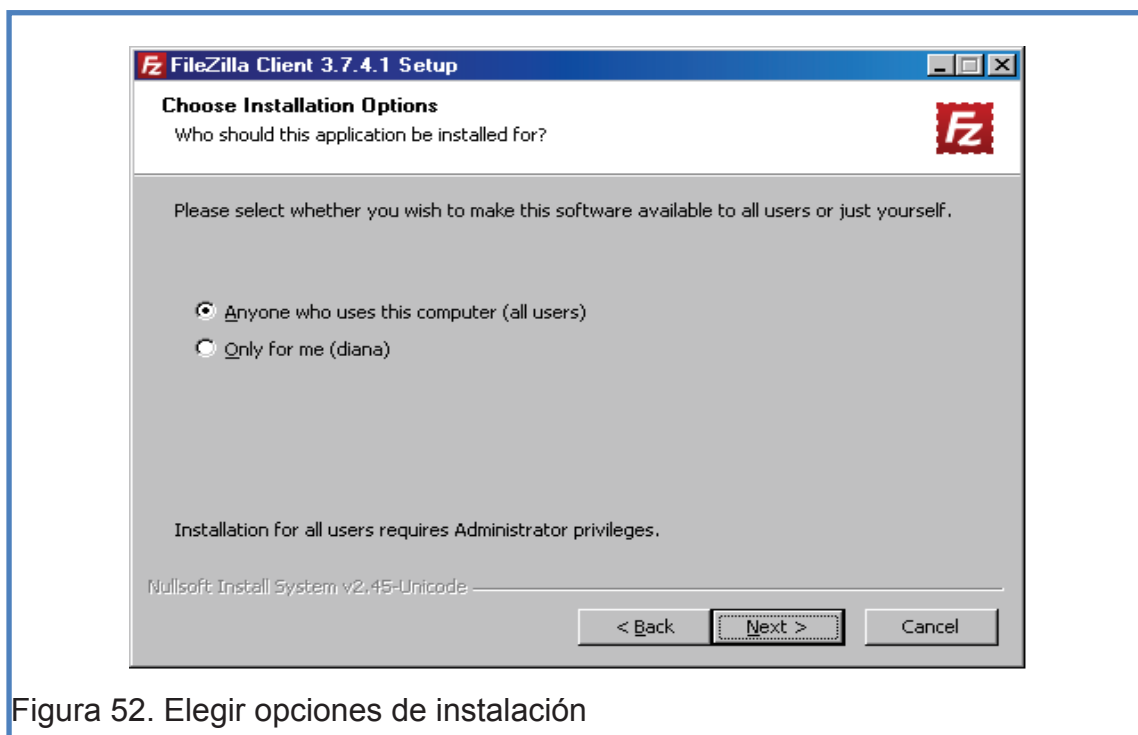 FileZilla Client 3.7.4.1 Setup
Choose Installation Options
Who should this application be installed for?
Fz
Please select whether you wish to make this software available to all users or just yourself.
Anyone who uses this computer (all users)
Only for me (diana)
Installation for all users requires Administrator privileges.
Nullsoft Install System v2.45-Unicode
< Back Next > Cancel
Figura 52. Elegir opciones de instalación